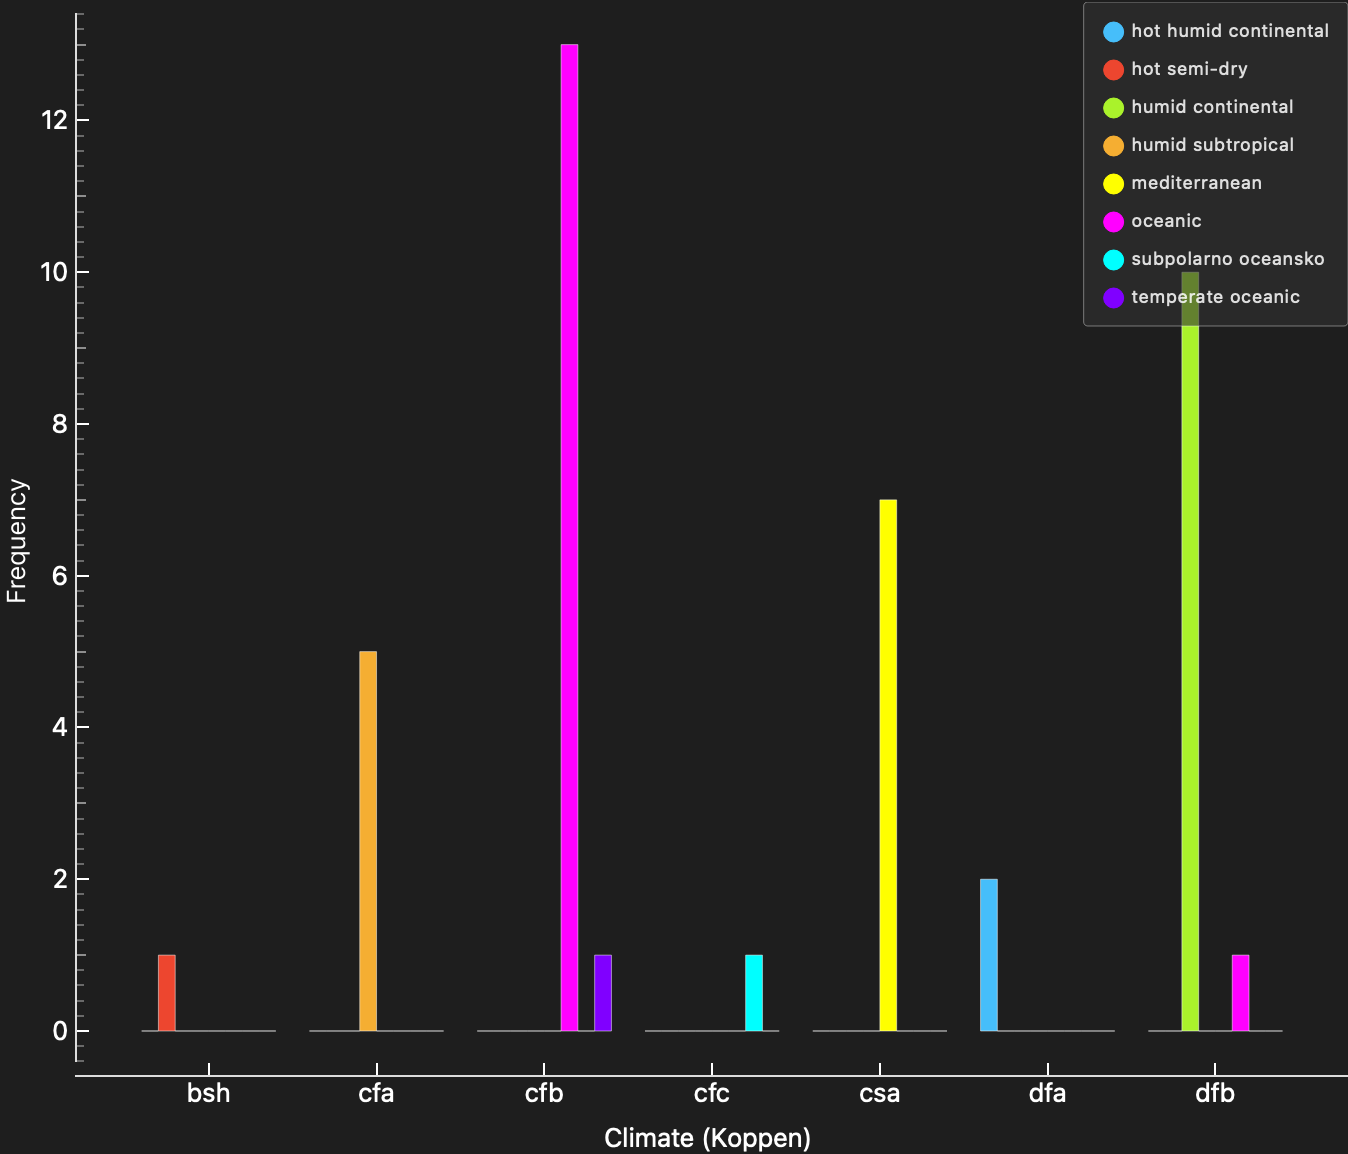 hot humid continental
hot semi-dry
humid continental
humid subtropical
mediterranean
oceanic
subpolarno oceansko
temperate oceanic
12
10
8
6
4
2
0
Frequency
bsh cfa cfb cfc csa dfa dfb
Climate (Koppen)